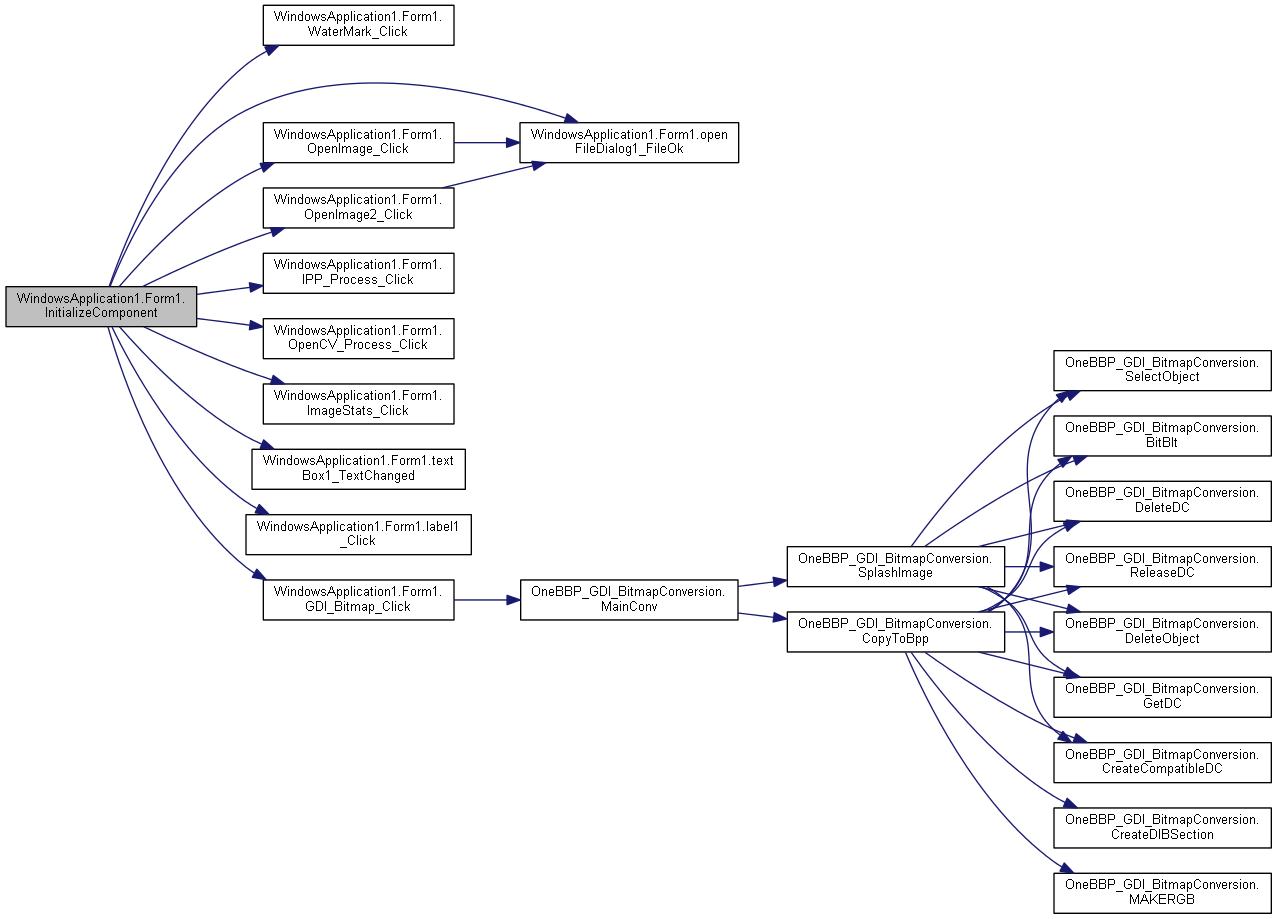 WindowsApplication1.Form1.
InitializeComponent
WindowsApplication1.Form1.
WaterMark_Click
WindowsApplication1.Form1.
OpenImage_Click
WindowsApplication1.Form1.
OpenImage2_Click
WindowsApplication1.Form1.
IPP_Process_Click
WindowsApplication1.Form1.
OpenCV_Process_Click
WindowsApplication1.Form1.
ImageStats_Click
WindowsApplication1.Form1.text
Box1_TextChanged
WindowsApplication1.Form1.label1
_Click
WindowsApplication1.Form1.
GDI_Bitmap_Click
WindowsApplication1.Form1.open
FileDialog1_FileOk
OneBBP_GDI_BitmapConversion.
MainConv
OneBBP_GDI_BitmapConversion.
SplashImage
OneBBP_GDI_BitmapConversion.
CopyToBpp
OneBBP_GDI_BitmapConversion.
SelectObject
OneBBP_GDI_BitmapConversion.
BitBlt
OneBBP_GDI_BitmapConversion.
DeleteDC
OneBBP_GDI_BitmapConversion.
ReleaseDC
OneBBP_GDI_BitmapConversion.
DeleteObject
OneBBP_GDI_BitmapConversion.
GetDC
OneBBP_GDI_BitmapConversion.
CreateCompatibleDC
OneBBP_GDI_BitmapConversion.
CreateDIBSection
OneBBP_GDI_BitmapConversion.
MAKERGB